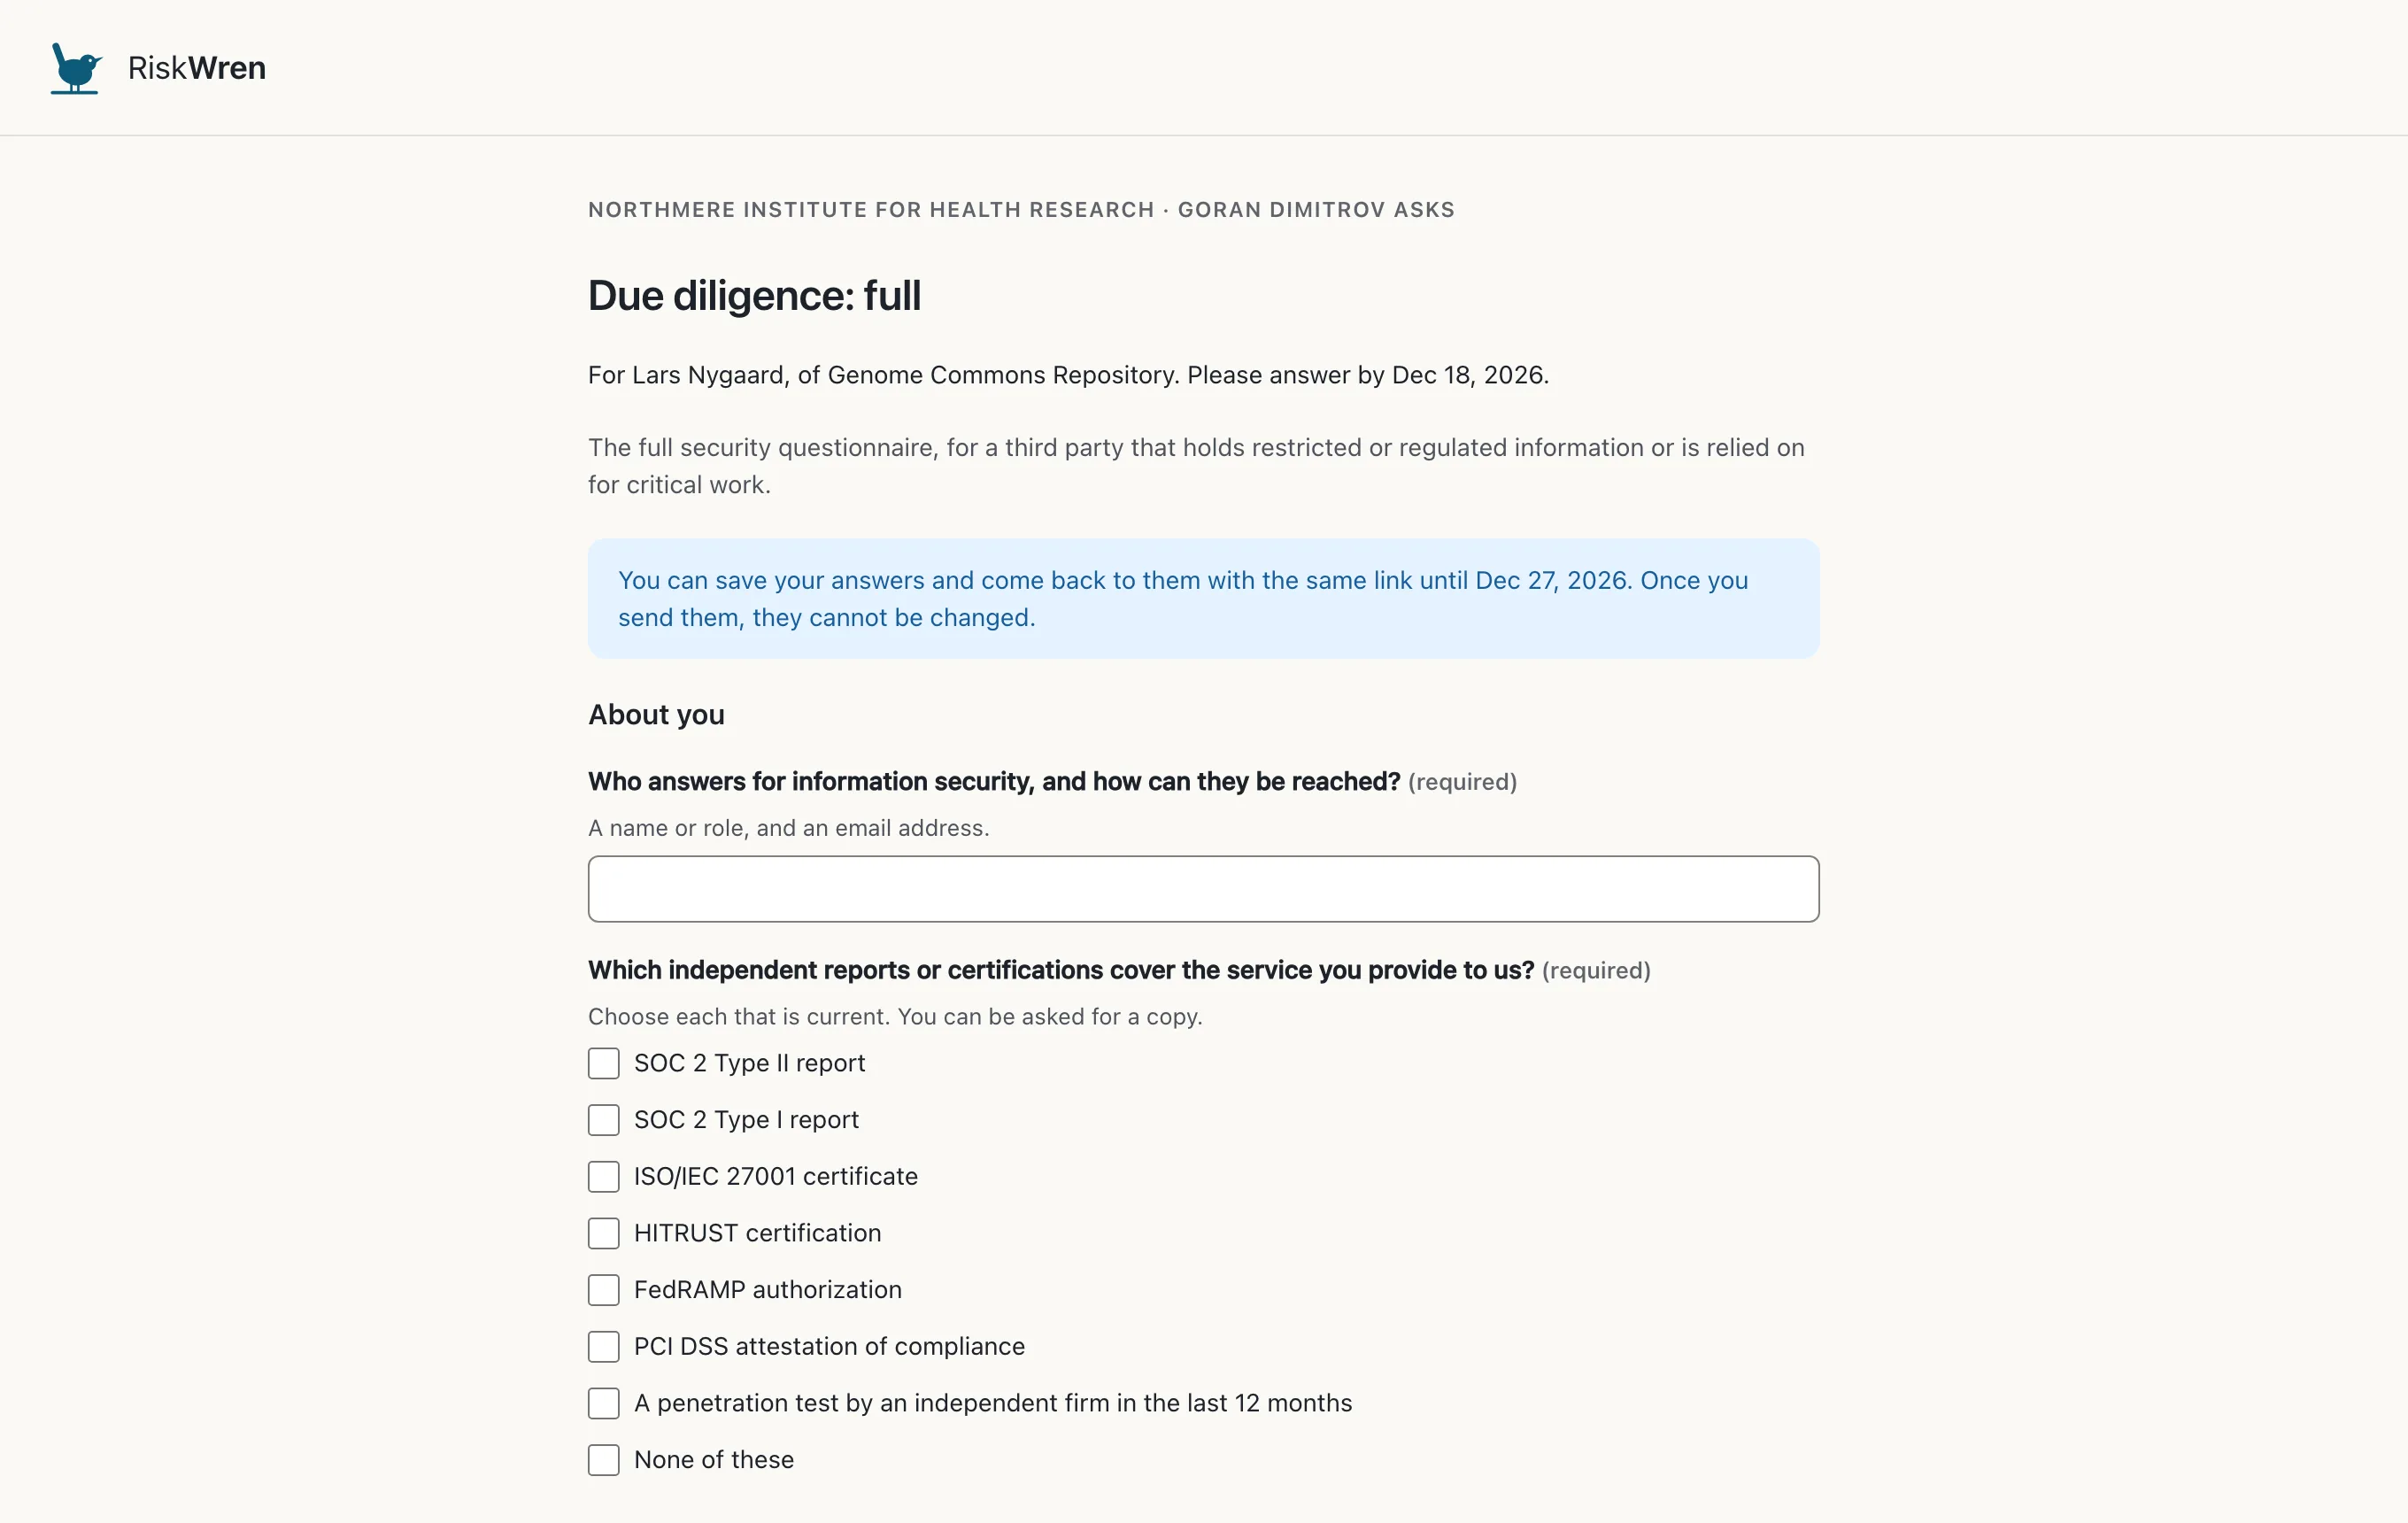 RiskWren
NORTHMERE INSTITUTE FOR HEALTH RESEARCH · GORAN DIMITROV ASKS
Due diligence: full
For Lars Nygaard, of Genome Commons Repository. Please answer by Dec 18, 2026.
The full security questionnaire, for a third party that holds restricted or regulated information or is relied on
for critical work.
You can save your answers and come back to them with the same link until Dec 27, 2026. Once you
send them, they cannot be changed.
About you
Who answers for information security, and how can they be reached? (required)
A name or role, and an email address.
Which independent reports or certifications cover the service you provide to us? (required)
Choose each that is current. You can be asked for a copy.
SOC 2 Type II report
SOC 2 Type I report
ISO/IEC 27001 certificate
HITRUST certification
FedRAMP authorization
PCI DSS attestation of compliance
A penetration test by an independent firm in the last 12 months
None of these